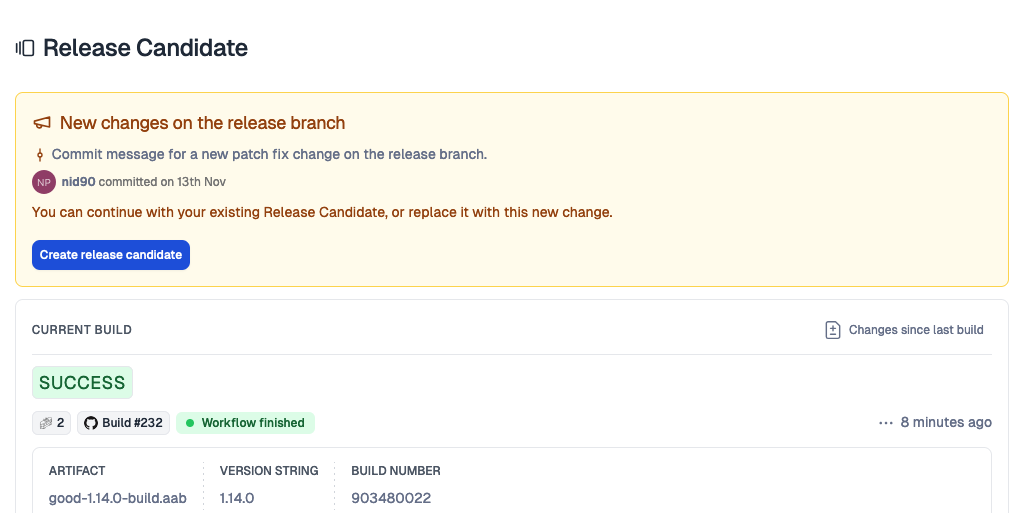 Release Candidate
New changes on the release branch
Commit message for a new patch fix change on the release branch.
NP nid90 committed on 13th Nov
You can continue with your existing Release Candidate, or replace it with this new change.
Create release candidate
CURRENT BUILD Changes since last build
SUCCESS
2 Build #232 Workflow finished ··· 8 minutes ago
ARTIFACT VERSION STRING BUILD NUMBER
good-1.14.0-build.aab 1.14.0 903480022